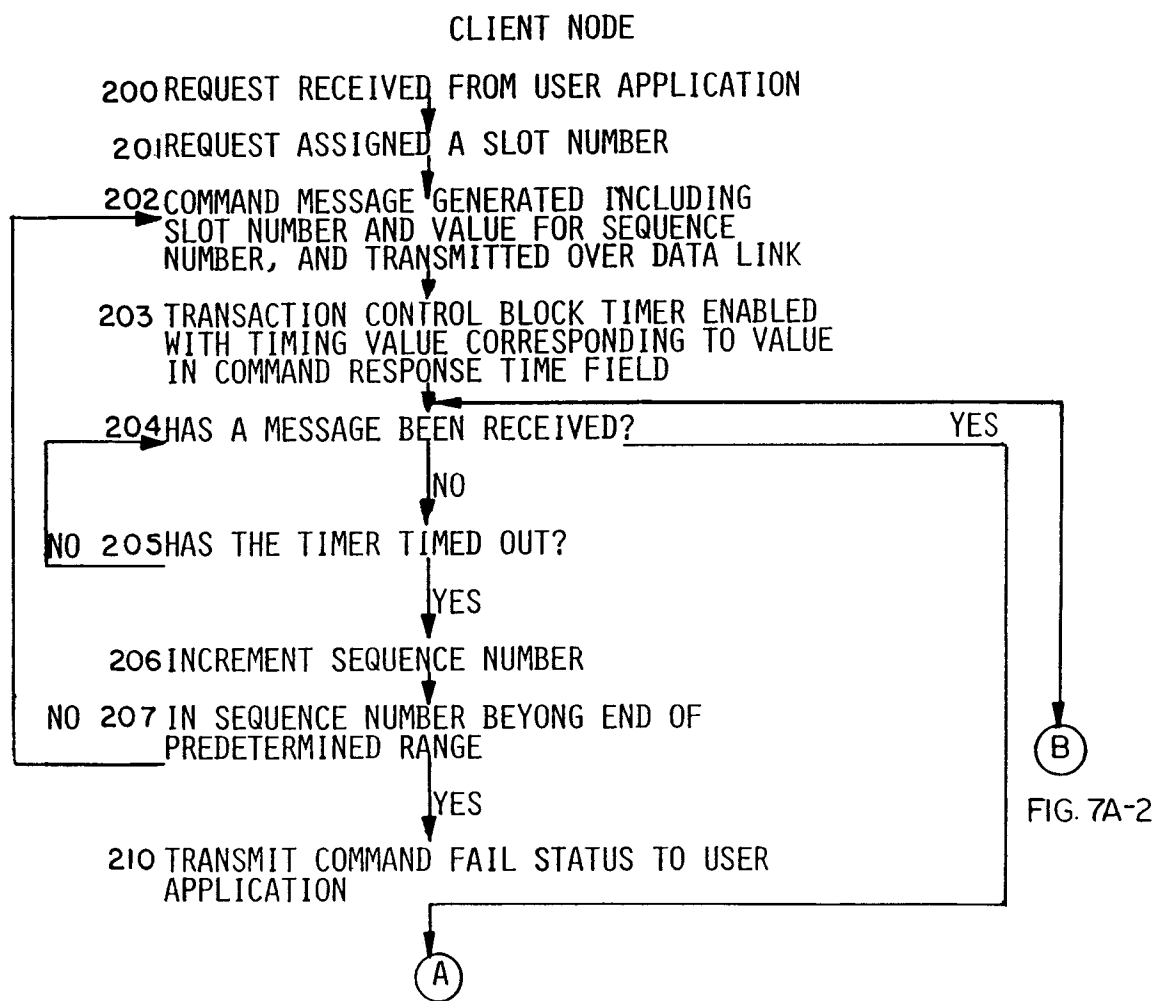 CLIENT NODE
200 REQUEST RECEIVED FROM USER APPLICATION
201 REQUEST ASSIGNED A SLOT NUMBER
202 COMMAND MESSAGE GENERATED INCLUDING
SLOT NUMBER AND VALUE FOR SEQUENCE
NUMBER, AND TRANSMITTED OVER DATA LINK
203 TRANSACTION CONTROL BLOCK TIMER ENABLED
WITH TIMING VALUE CORRESPONDING TO VALUE
IN COMMAND RESPONSE TIME FIELD
204 HAS A MESSAGE BEEN RECEIVED? YES
NO
NO 205 HAS THE TIMER TIMED OUT?
YES
206 INCREMENT SEQUENCE NUMBER
NO 207 IN SEQUENCE NUMBER BEYONG END OF
PREDETERMINED RANGE
B
YES
FIG. 7A-2
210 TRANSMIT COMMAND FAIL STATUS TO USER
APPLICATION
A